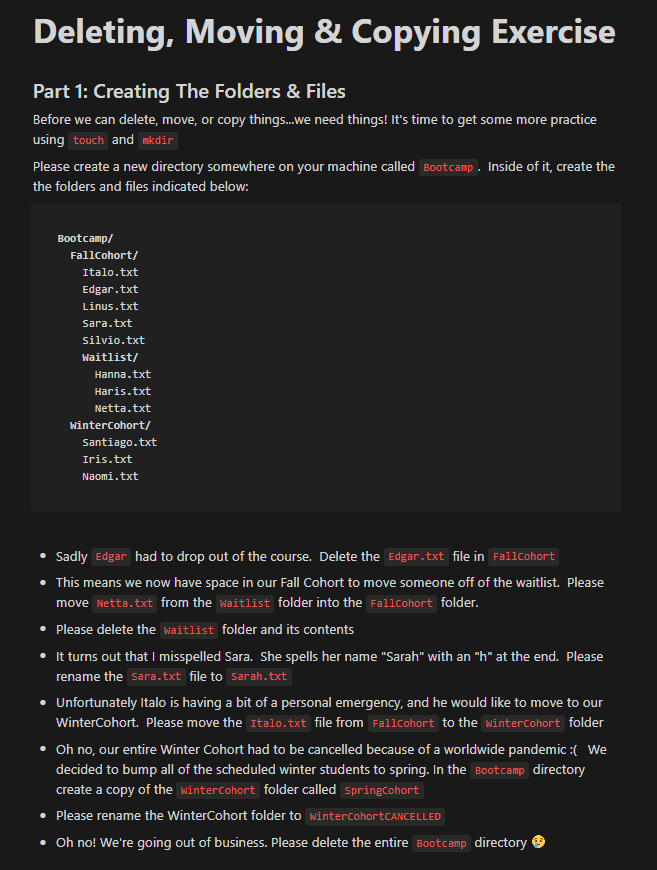 Deleting, Moving & Copying Exercise
Part 1: Creating The Folders & Files
Before we can delete, move, or copy things...we need things! It's time to get some more practice
using touch and mkdir
Please create a new directory somewhere on your machine called Bootcamp. Inside of it, create the
the folders and files indicated below:
Bootcamp/
  FallCohort/
    Italo.txt
    Edgar.txt
    Linus.txt
    Sara.txt
    Silvio.txt
    Waitlist/
      Hanna.txt
      Haris.txt
      Netta.txt
  WinterCohort/
    Santiago.txt
    Iris.txt
    Naomi.txt
• Sadly Edgar had to drop out of the course. Delete the Edgar.txt file in FallCohort
• This means we now have space in our Fall Cohort to move someone off of the waitlist. Please
move Netta.txt from the Waitlist folder into the FallCohort folder.
• Please delete the Waitlist folder and its contents
• It turns out that I misspelled Sara. She spells her name "Sarah" with an "h" at the end. Please
rename the Sara.txt file to Sarah.txt
• Unfortunately Italo is having a bit of a personal emergency, and he would like to move to our
WinterCohort. Please move the Italo.txt file from FallCohort to the WinterCohort folder
• Oh no, our entire Winter Cohort had to be cancelled because of a worldwide pandemic :( We
decided to bump all of the scheduled winter students to spring. In the Bootcamp directory
create a copy of the WinterCohort folder called SpringCohort
• Please rename the WinterCohort folder to WinterCohortCANCELLED
• Oh no! We're going out of business. Please delete the entire Bootcamp directory 😢